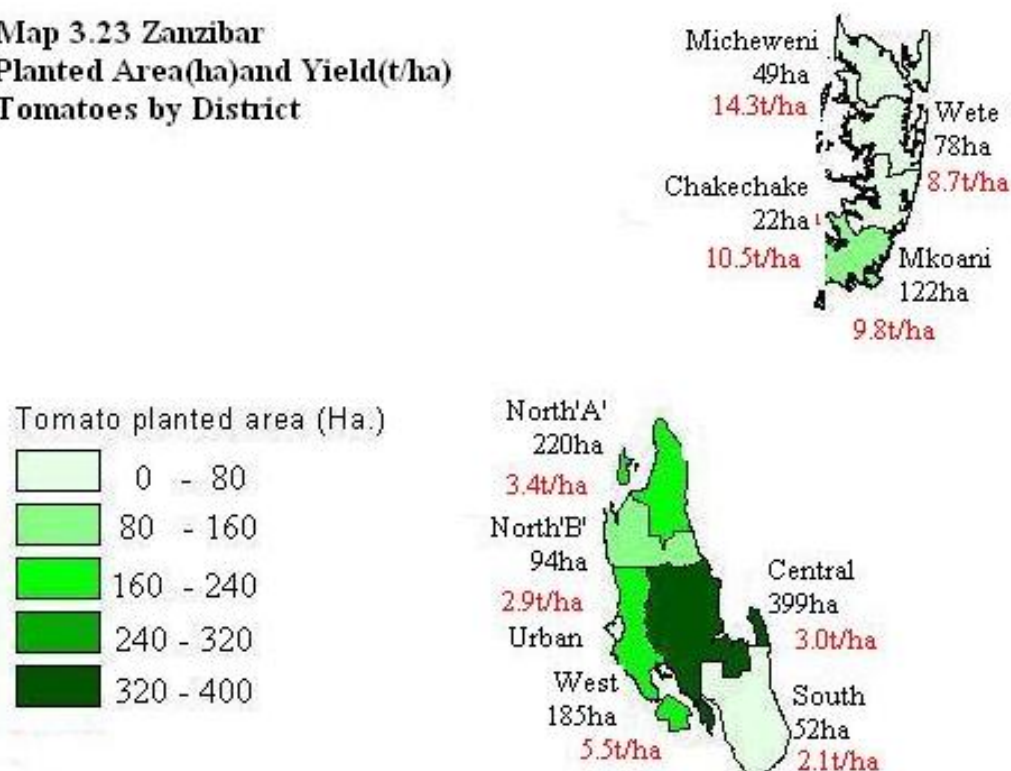 Map 3.23 Zanzibar
Planted Area(ha)and Yield(t/ha)
Tomatoes by District
Micheweni
49ha
14.3t/ha
Wete
78ha
8.7t/ha
Chakechake
22ha
10.5t/ha
Mkoani
122ha
9.8t/ha
Tomato planted area (Ha.)
0 - 80
80 - 160
160 - 240
240 - 320
320 - 400
North'A'
220ha
3.4t/ha
North'B'
94ha
2.9t/ha
Urban
West
185ha
5.5t/ha
Central
399ha
3.0t/ha
South
52ha
2.1t/ha